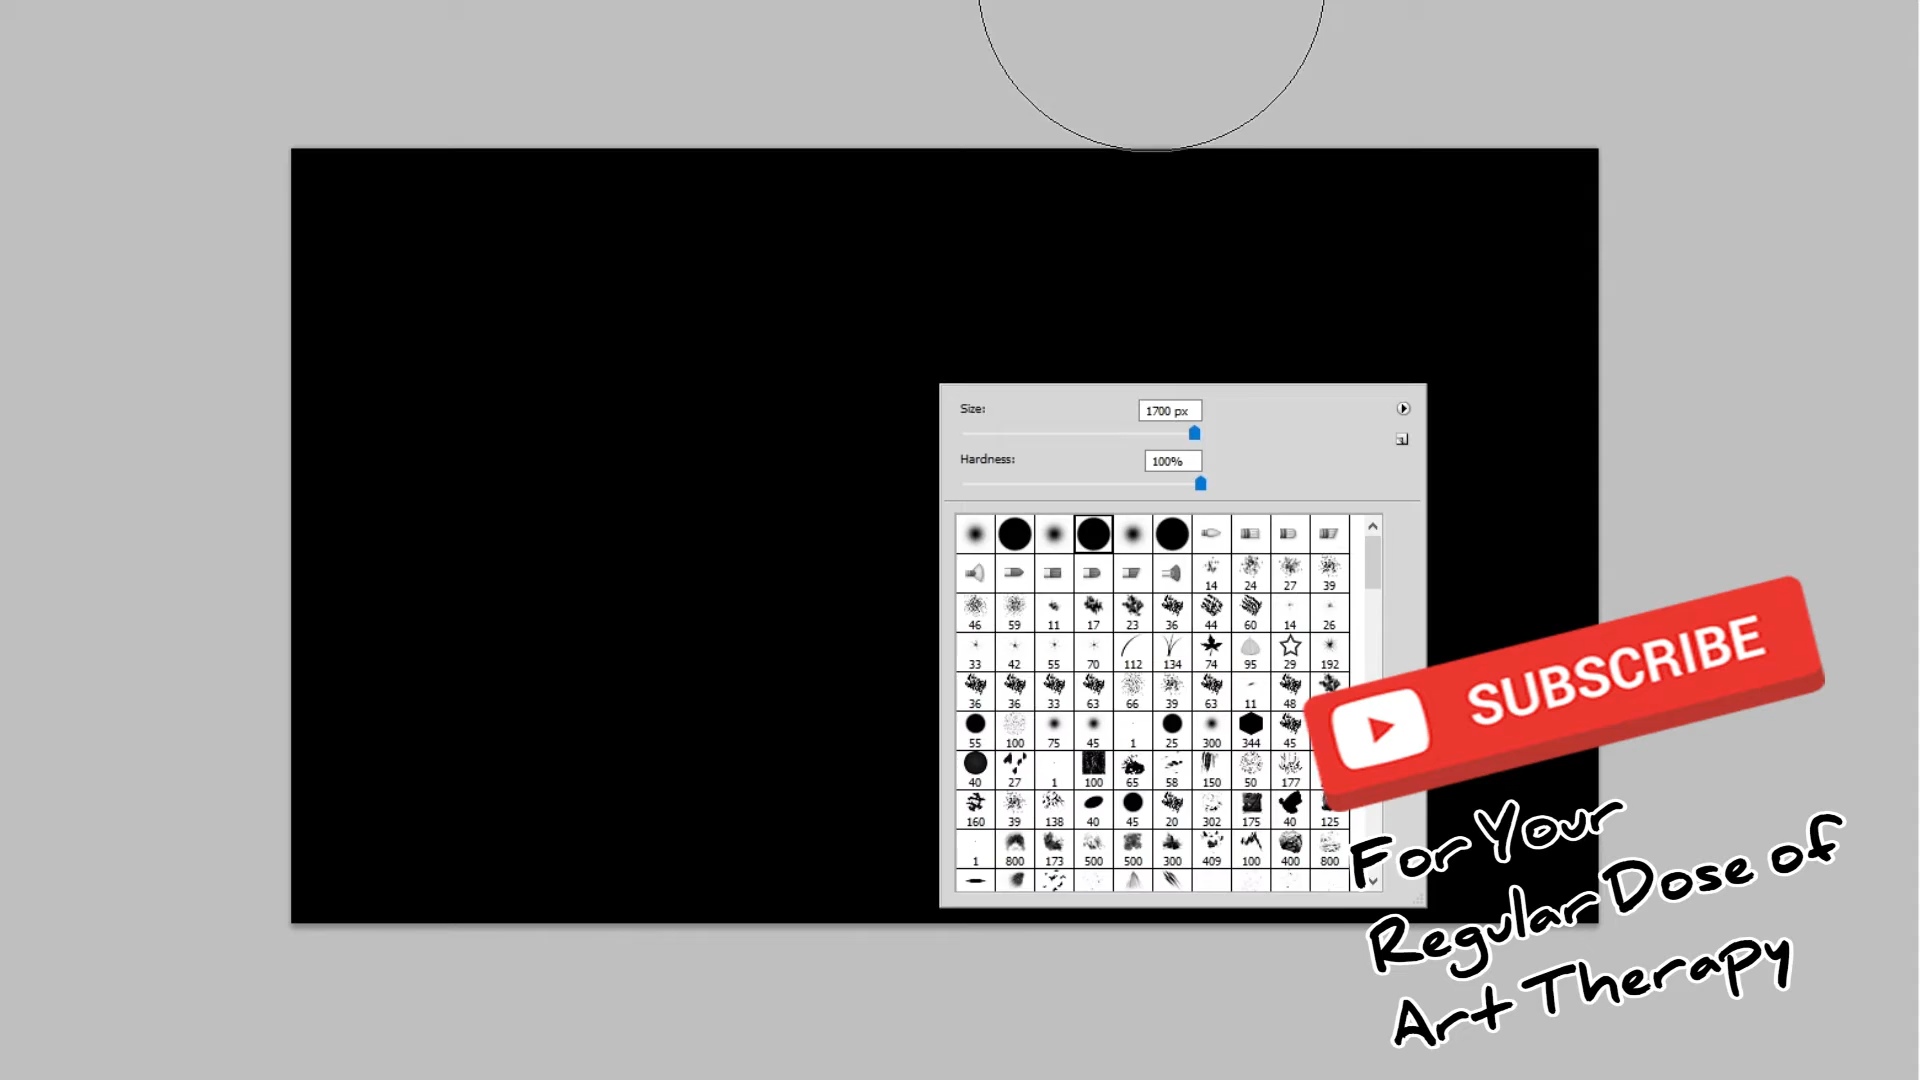 Size:
1700 px
Hardness:
100%
14 24 27 39
46 59 11 17 23 36 44 60 14 26
33 42 55 70 112 134 74 95 29 192
36 36 33 63 66 39 63 11 48
55 100 75 45 1 25 300 344 45
40 27 1 100 65 58 150 50 177
160 39 138 40 45 20 302 175 40 125
1 800 173 500 500 300 409 100 400 800
SUBSCRIBE
For Your
Regular Dose of
Art Therapy